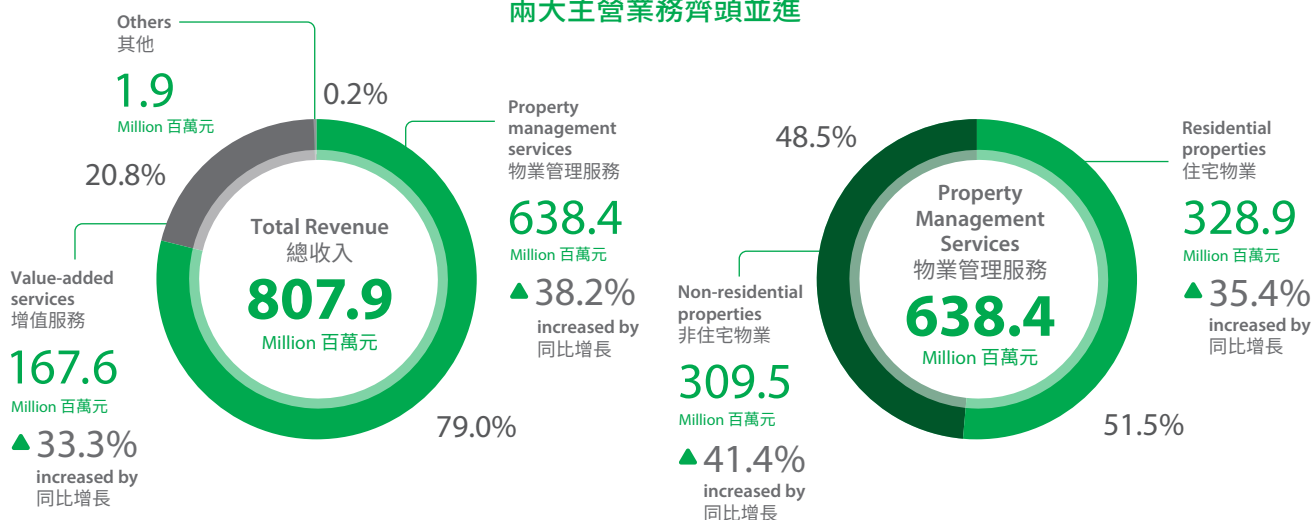 兩大主營業務齊頭並進
Others
其他
1.9
Million 百萬元
0.2%
20.8%
Value-added
services
增值服務
167.6
Million 百萬元
▲ 33.3%
increased by
同比增長
Total Revenue
總收入
807.9
Million 百萬元
Property
management
services
物業管理服務
638.4
Million 百萬元
▲ 38.2%
increased by
同比增長
79.0%
48.5%
Non-residential
properties
非住宅物業
309.5
Million 百萬元
▲ 41.4%
increased by
同比增長
Property
Management
Services
物業管理服務
638.4
Million 百萬元
Residential
properties
住宅物業
328.9
Million 百萬元
▲ 35.4%
increased by
同比增長
51.5%